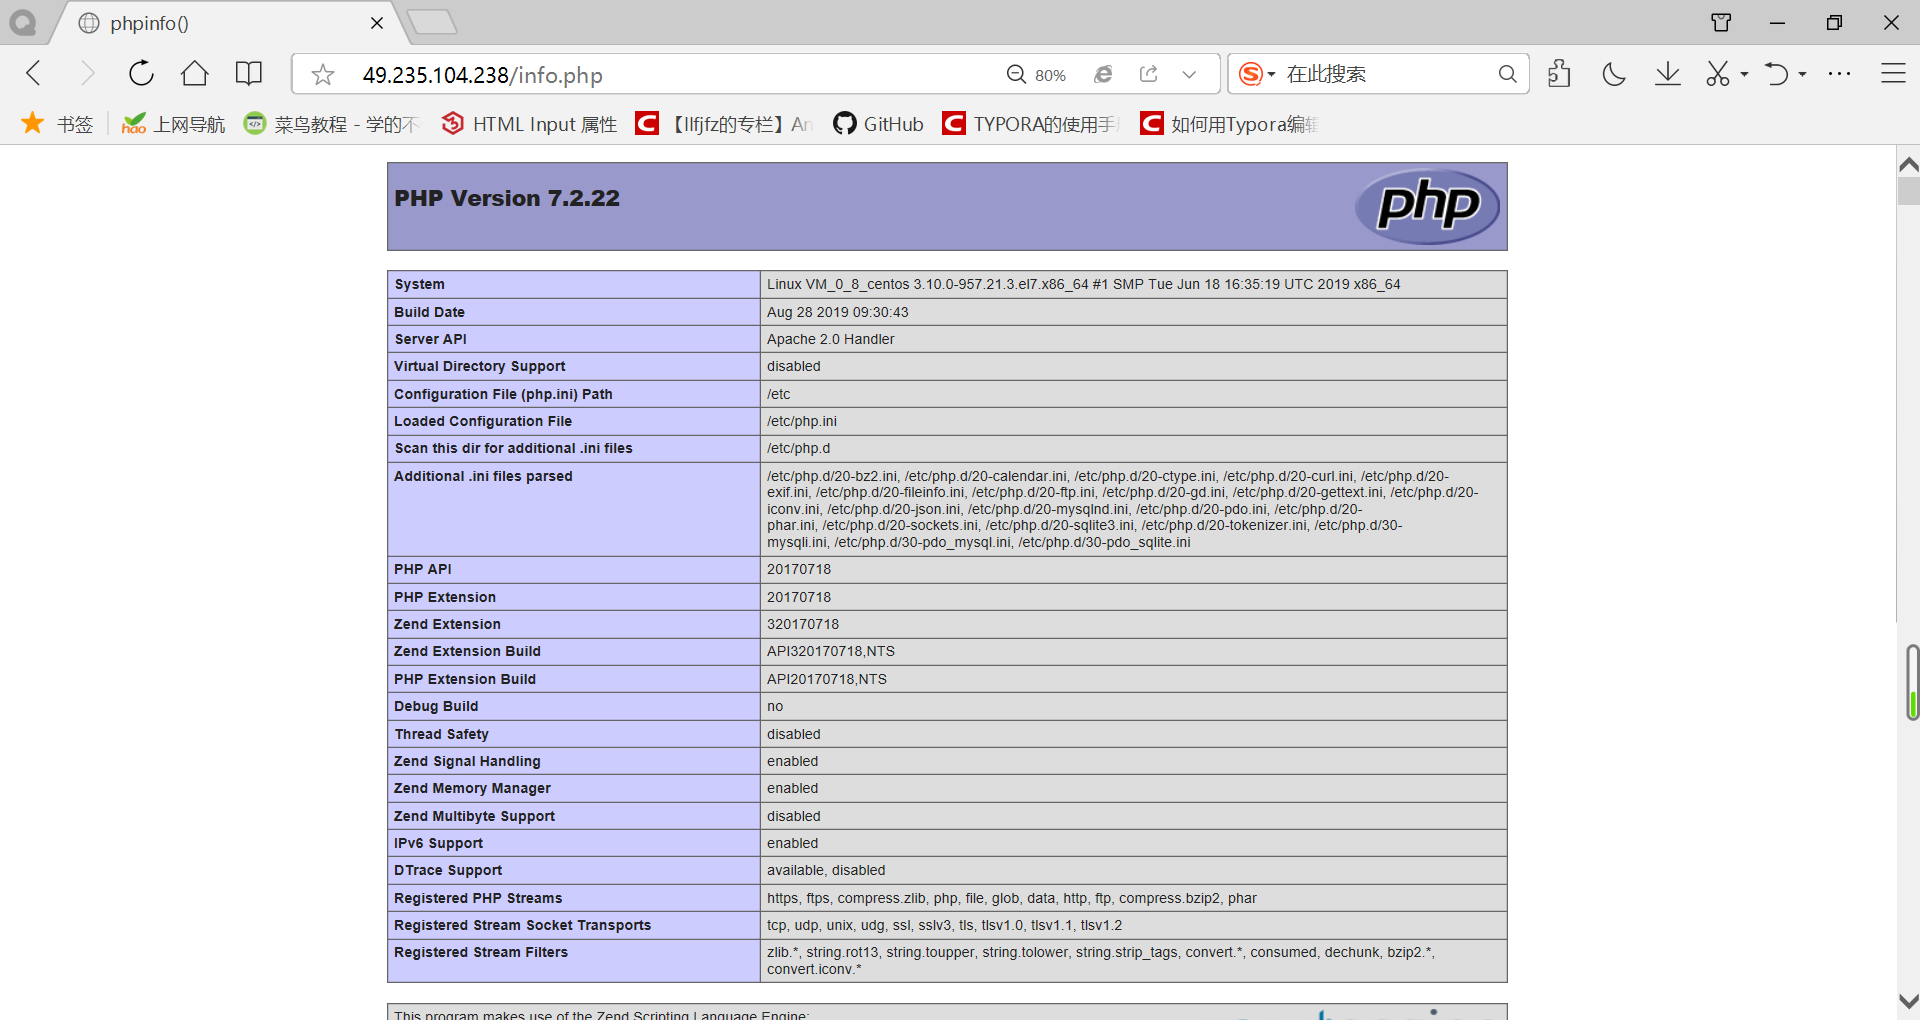 phpinfo()
49.235.104.238/info.php
80%
在此搜索
书签
hao 上网导航
菜鸟教程 - 学的不
HTML Input 属性
【llfjfz的专栏】An
GitHub
TYPORA的使用手
如何用Typora编辑
PHP Version 7.2.22
php
System
Linux VM_0_8_centos 3.10.0-957.21.3.el7.x86_64 #1 SMP Tue Jun 18 16:35:19 UTC 2019 x86_64
Build Date
Aug 28 2019 09:30:43
Server API
Apache 2.0 Handler
Virtual Directory Support
disabled
Configuration File (php.ini) Path
/etc
Loaded Configuration File
/etc/php.ini
Scan this dir for additional .ini files
/etc/php.d
Additional .ini files parsed
/etc/php.d/20-bz2.ini, /etc/php.d/20-calendar.ini, /etc/php.d/20-ctype.ini, /etc/php.d/20-curl.ini, /etc/php.d/20-
exif.ini, /etc/php.d/20-fileinfo.ini, /etc/php.d/20-ftp.ini, /etc/php.d/20-gd.ini, /etc/php.d/20-gettext.ini, /etc/php.d/20-
iconv.ini, /etc/php.d/20-json.ini, /etc/php.d/20-mysqlnd.ini, /etc/php.d/20-pdo.ini, /etc/php.d/20-
phar.ini, /etc/php.d/20-sockets.ini, /etc/php.d/20-sqlite3.ini, /etc/php.d/20-tokenizer.ini, /etc/php.d/30-
mysqli.ini, /etc/php.d/30-pdo_mysql.ini, /etc/php.d/30-pdo_sqlite.ini
PHP API
20170718
PHP Extension
20170718
Zend Extension
320170718
Zend Extension Build
API320170718,NTS
PHP Extension Build
API20170718,NTS
Debug Build
no
Thread Safety
disabled
Zend Signal Handling
enabled
Zend Memory Manager
enabled
Zend Multibyte Support
disabled
IPv6 Support
enabled
DTrace Support
available, disabled
Registered PHP Streams
https, ftps, compress.zlib, php, file, glob, data, http, ftp, compress.bzip2, phar
Registered Stream Socket Transports
tcp, udp, unix, udg, ssl, sslv3, tls, tlsv1.0, tlsv1.1, tlsv1.2
Registered Stream Filters
zlib.*, string.rot13, string.toupper, string.tolower, string.strip_tags, convert.*, consumed, dechunk, bzip2.*,
convert.iconv.*
This program makes use of the Zend Scripting Language Engine: